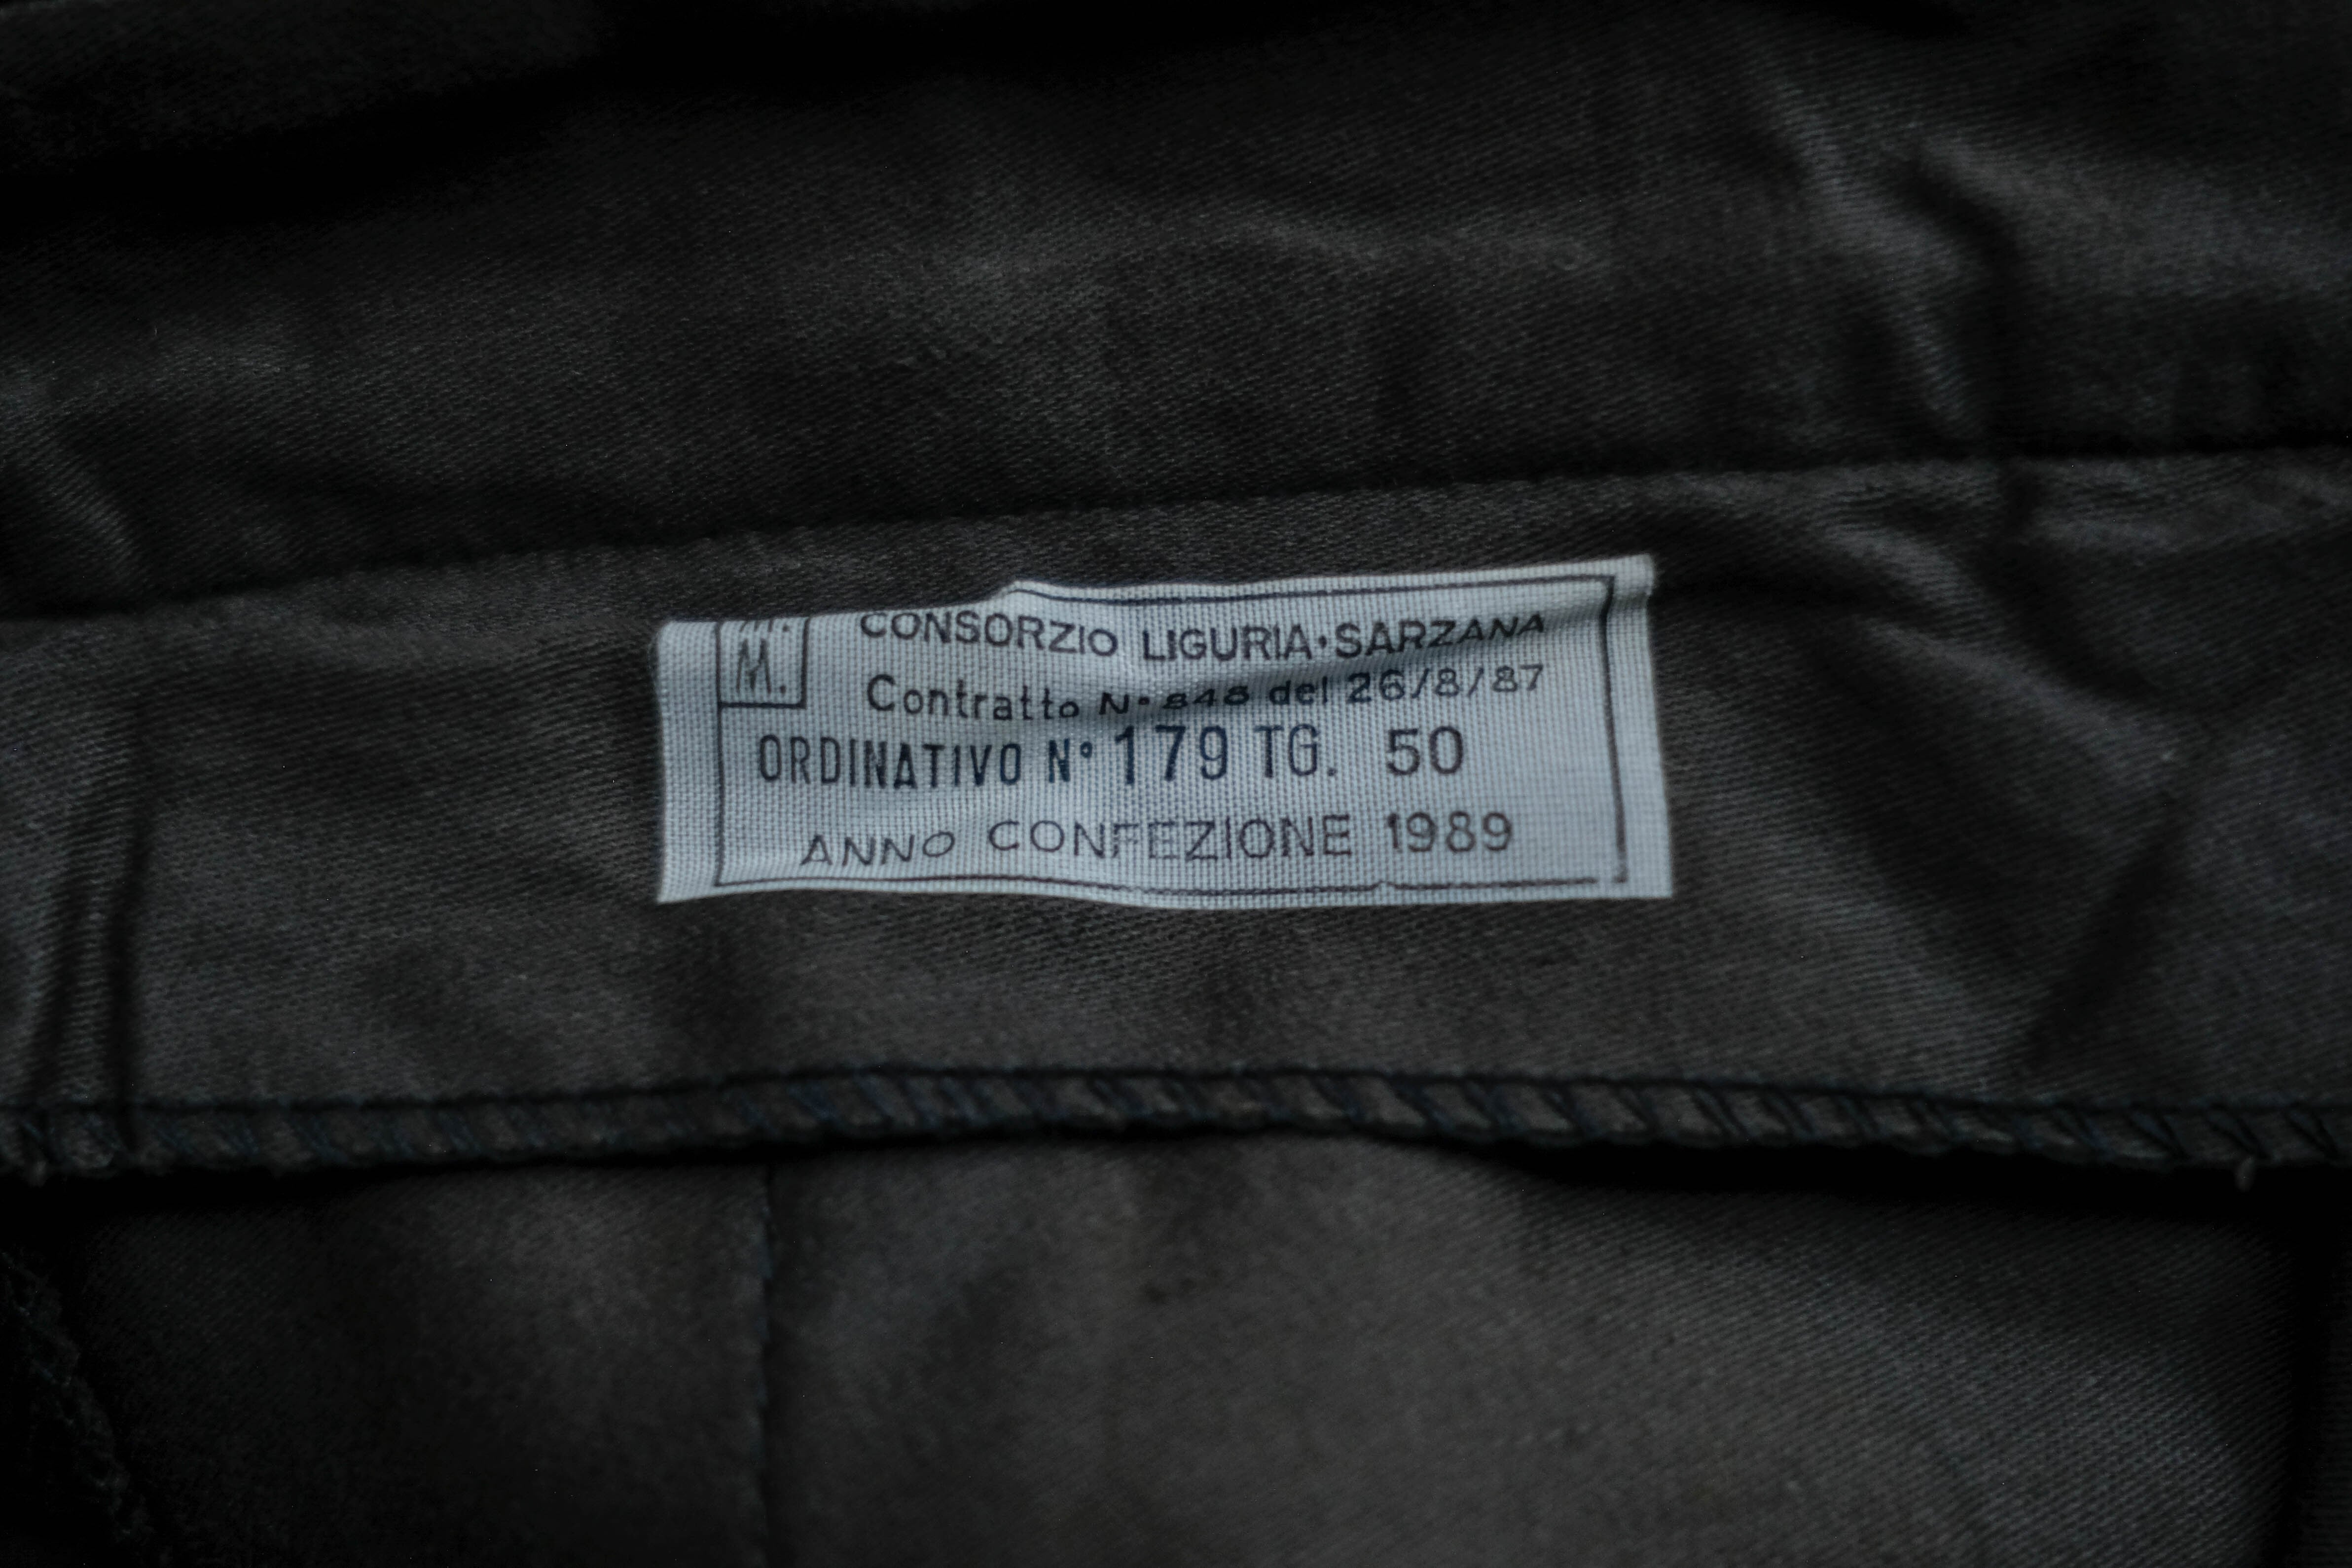 M.
CONSORZIO LIGURIA·SARZANA
Contratto N° 848 del 26/8/87
ORDINATIVO N° 179 TG. 50
ANNO CONFEZIONE 1989